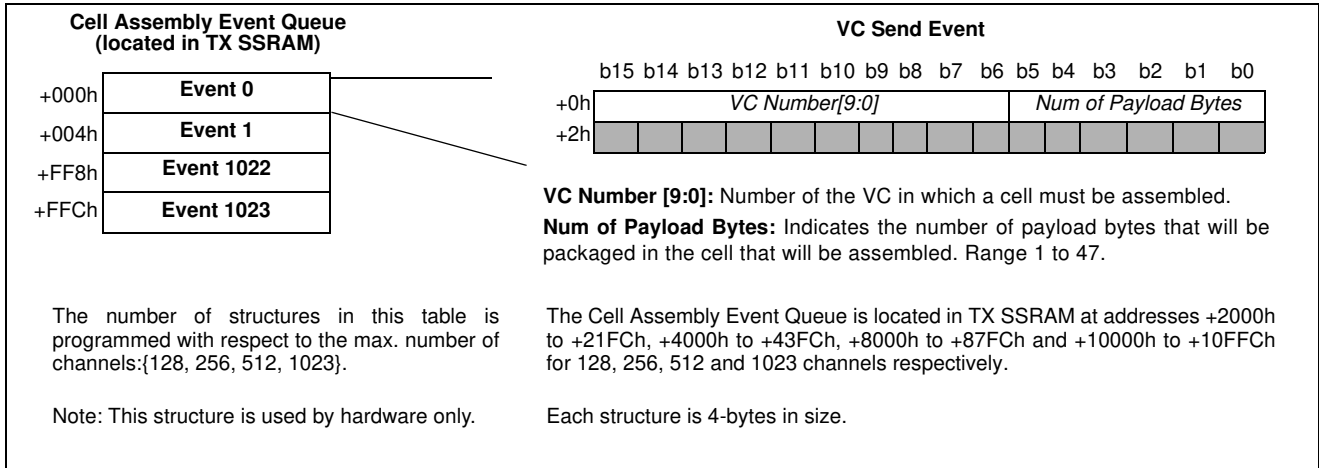 Cell Assembly Event Queue
(located in TX SSRAM)
+000h Event 0
+004h Event 1
+FF8h Event 1022
+FFCh Event 1023
VC Send Event
b15 b14 b13 b12 b11 b10 b9 b8 b7 b6 b5 b4 b3 b2 b1 b0
+0h VC Number[9:0] Num of Payload Bytes
+2h
VC Number [9:0]: Number of the VC in which a cell must be assembled.
Num of Payload Bytes: Indicates the number of payload bytes that will be
packaged in the cell that will be assembled. Range 1 to 47.
The number of structures in this table is
programmed with respect to the max. number of
channels:{128, 256, 512, 1023}.
Note: This structure is used by hardware only.
The Cell Assembly Event Queue is located in TX SSRAM at addresses +2000h
to +21FCh, +4000h to +43FCh, +8000h to +87FCh and +10000h to +10FFCh
for 128, 256, 512 and 1023 channels respectively.
Each structure is 4-bytes in size.